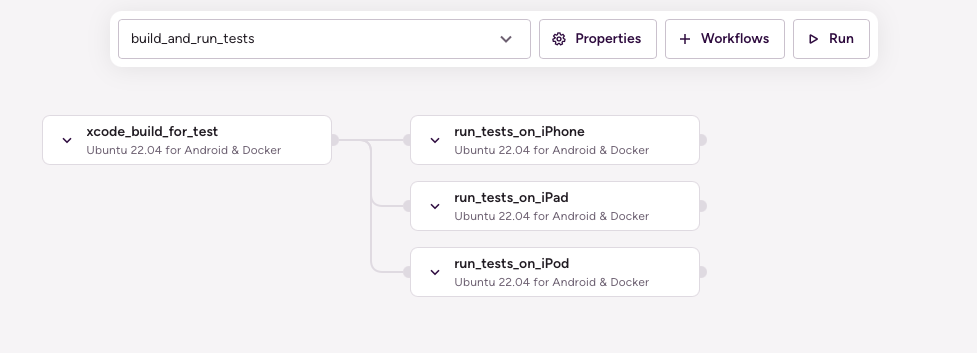 build_and_run_tests
Properties
Workflows
Run
xcode_build_for_test
Ubuntu 22.04 for Android & Docker
run_tests_on_iPhone
Ubuntu 22.04 for Android & Docker
run_tests_on_iPad
Ubuntu 22.04 for Android & Docker
run_tests_on_iPod
Ubuntu 22.04 for Android & Docker